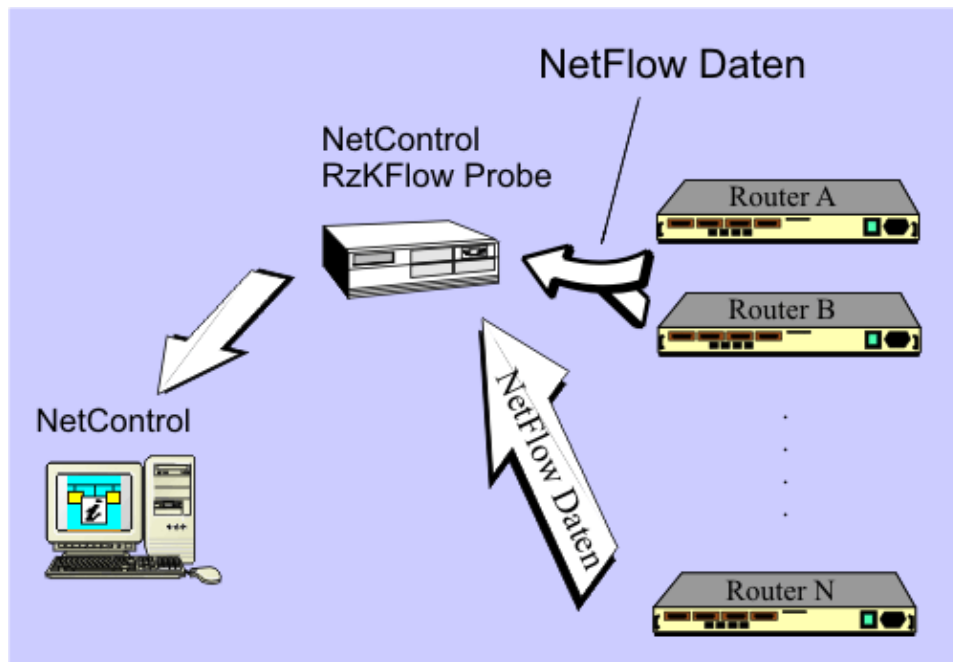 NetFlow Daten
NetControl
RzKFlow Probe
Router A
Router B
NetFlow Daten
NetControl
i
Router N